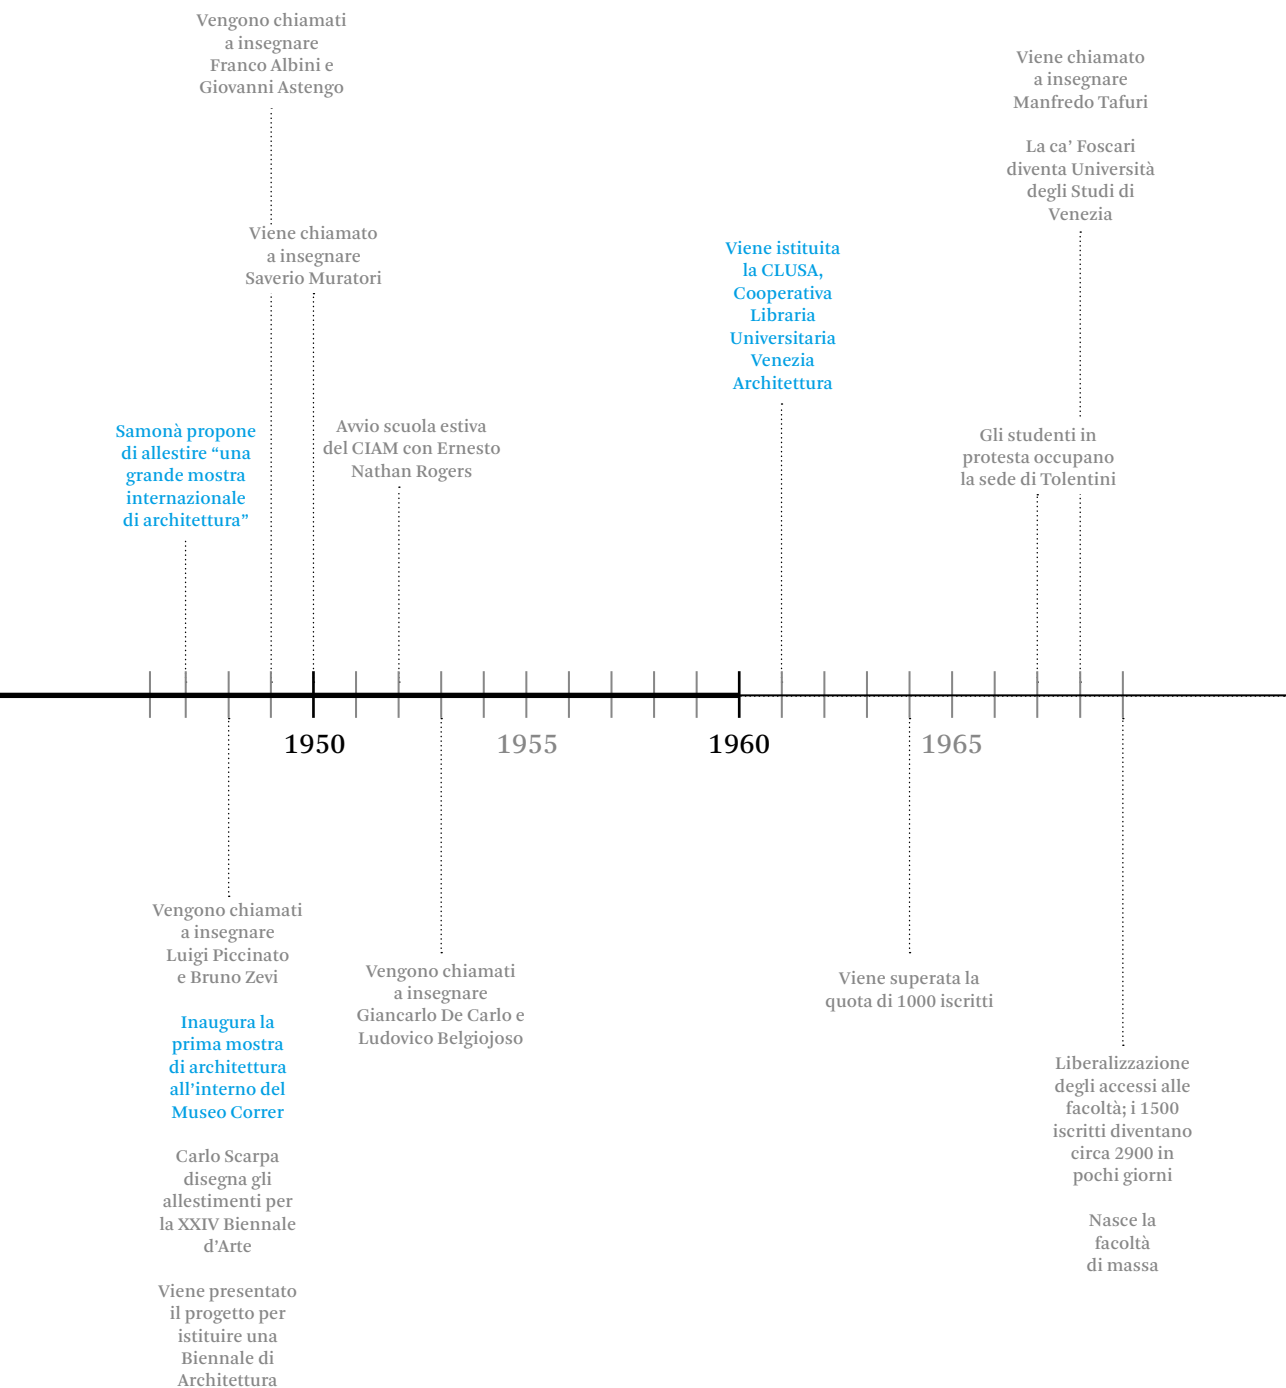 Vengono chiamati
a insegnare
Franco Albini e
Giovanni Astengo
Viene chiamato
a insegnare
Saverio Muratori
Samonà propone
di allestire “una
grande mostra
internazionale
di architettura”
Avvio scuola estiva
del CIAM con Ernesto
Nathan Rogers
Viene istituita
la CLUSA,
Cooperativa
Libraria
Universitaria
Venezia
Architettura
Viene chiamato
a insegnare
Manfredo Tafuri
La ca’ Foscari
diventa Università
degli Studi di
Venezia
Gli studenti in
protesta occupano
la sede di Tolentini
1950
1955
1960
1965
Vengono chiamati
a insegnare
Luigi Piccinato
e Bruno Zevi
Inaugura la
prima mostra
di architettura
all’interno del
Museo Correr
Carlo Scarpa
disegna gli
allestimenti per
la XXIV Biennale
d’Arte
Viene presentato
il progetto per
istituire una
Biennale di
Architettura
Vengono chiamati
a insegnare
Giancarlo De Carlo e
Ludovico Belgiojoso
Viene superata la
quota di 1000 iscritti
Liberalizzazione
degli accessi alle
facoltà; i 1500
iscritti diventano
circa 2900 in
pochi giorni
Nasce la
facoltà
di massa